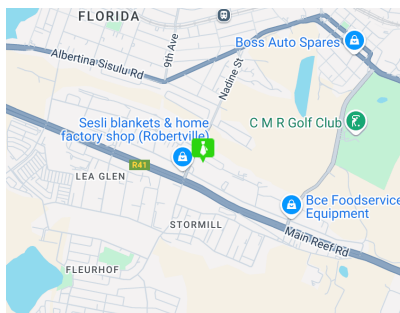 FLORIDA
9th Ave
Boss Auto Spares
Albertina Sisulu Rd
Nadine St
Sesli blankets & home
factory shop (Robertville)
C M R Golf Club
R41
LEA GLEN
Bce Foodservice
Equipment
STORMILL
Main Reef Rd
FLEURHOF